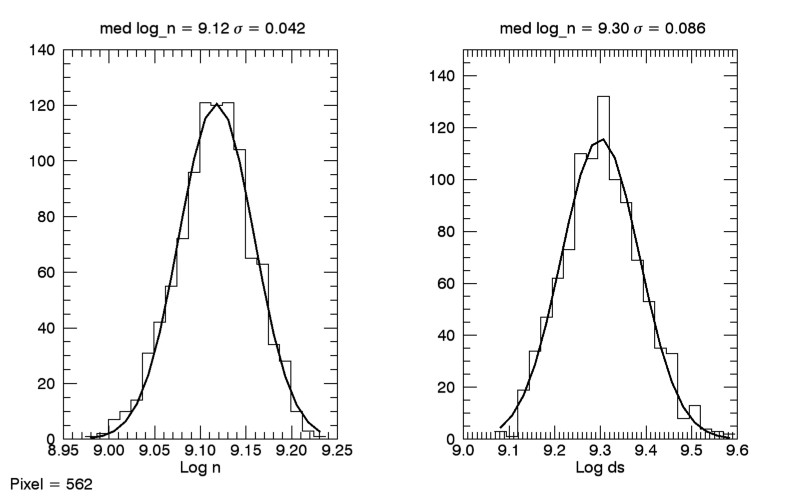 med log_n = 9.12 σ = 0.042
140
120
100
80
60
40
20
0
8.95 9.00 9.05 9.10 9.15 9.20 9.25
Log n
med log_n = 9.30 σ = 0.086
140
120
100
80
60
40
20
0
9.0 9.1 9.2 9.3 9.4 9.5 9.6
Log ds
Pixel = 562